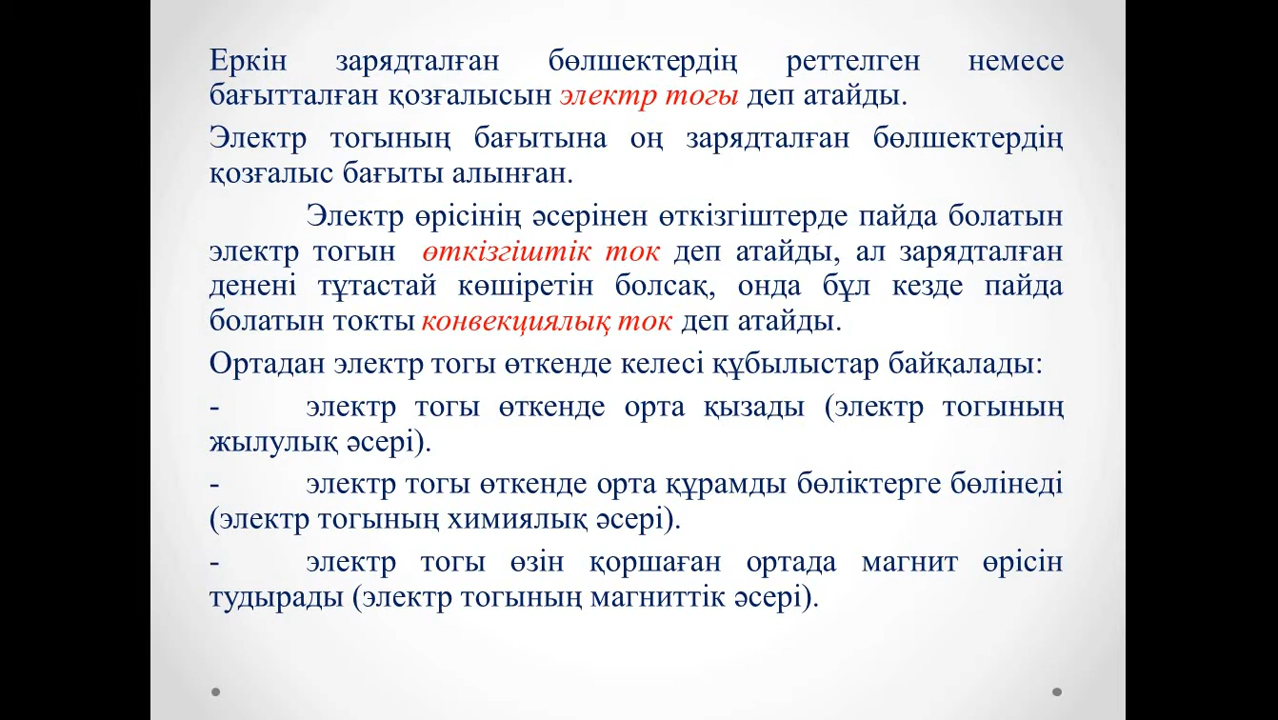 Еркін зарядталған бөлшектердің реттелген немесе
бағытталған қозғалысын электр тогы деп атайды.
Электр тогының бағытына оң зарядталған бөлшектердің
қозғалыс бағыты алынған.
Электр өрісінің әсерінен өткізгіштерде пайда болатын
электр тогын өткізгіштік ток деп атайды, ал зарядталған
денені тұтастай көшіретін болсақ, онда бұл кезде пайда
болатын токты конвекциялық ток деп атайды.
Ортадан электр тогы өткенде келесі құбылыстар байқалады:
- электр тогы өткенде орта қызады (электр тогының
жылулық әсері).
- электр тогы өткенде орта құрамды бөліктерге бөлінеді
(электр тогының химиялық әсері).
- электр тогы өзін қоршаған ортада магнит өрісін
тудырады (электр тогының магниттік әсері).